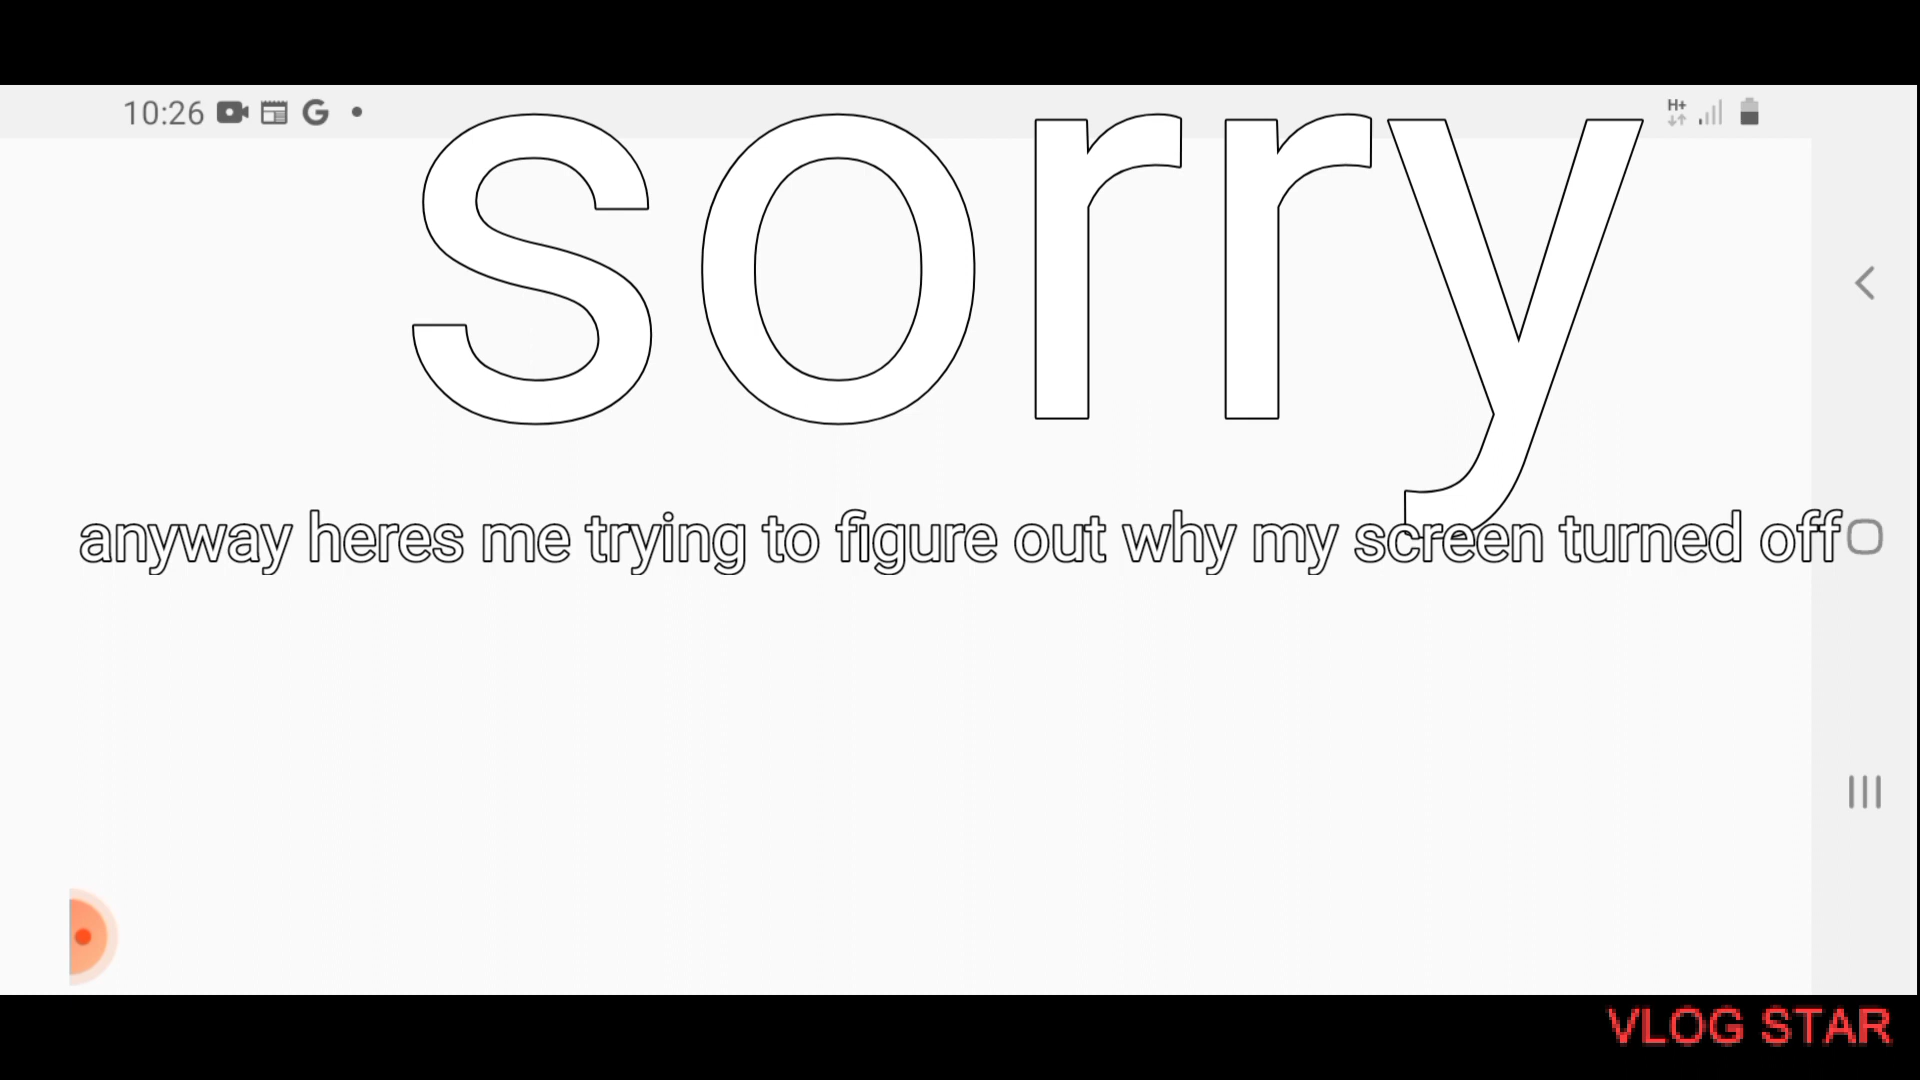 10:26
H+
sorry
anyway heres me trying to figure out why my screen turned off
VLOG STAR